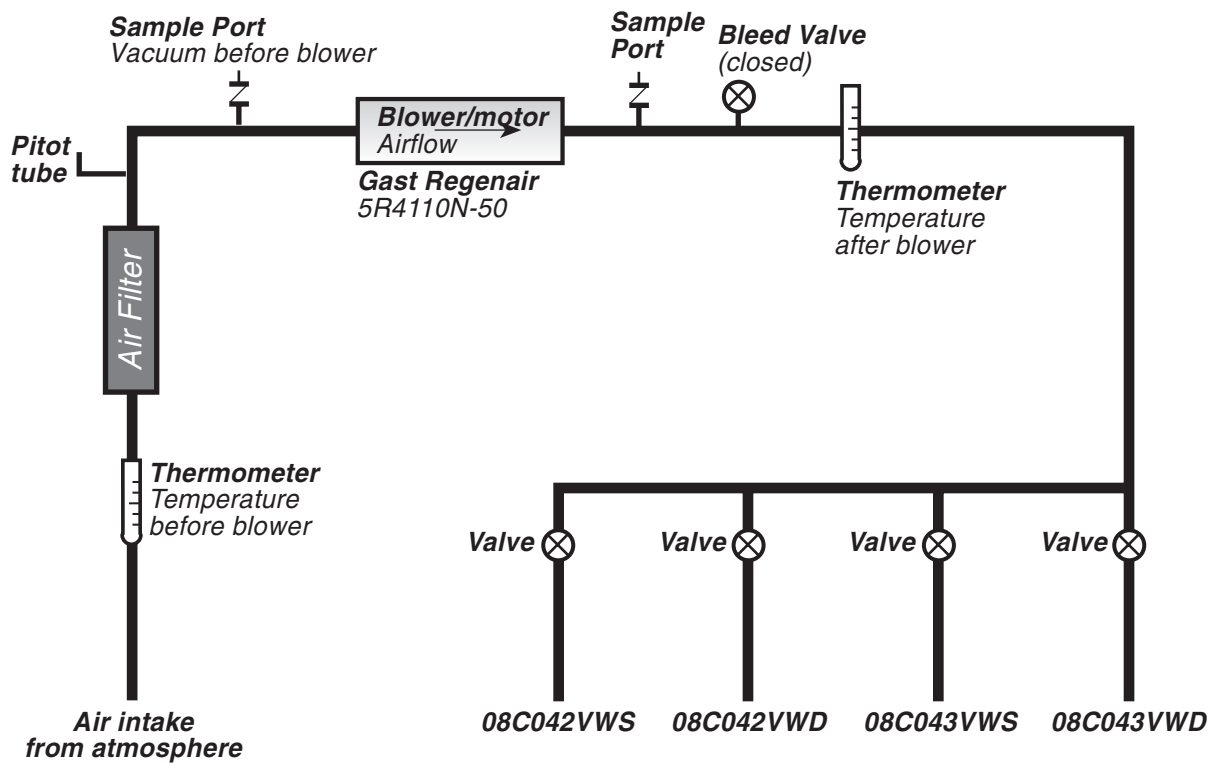 Sample Port
Vacuum before blower
Sample
Port
Bleed Valve
(closed)
Pitot
tube
Blower/motor
Airflow
Gast Regenair
5R4110N-50
Thermometer
Temperature
after blower
Air Filter
Thermometer
Temperature
before blower
Valve
Valve
Valve
Valve
Air intake
from atmosphere
08C042VWS
08C042VWD
08C043VWS
08C043VWD